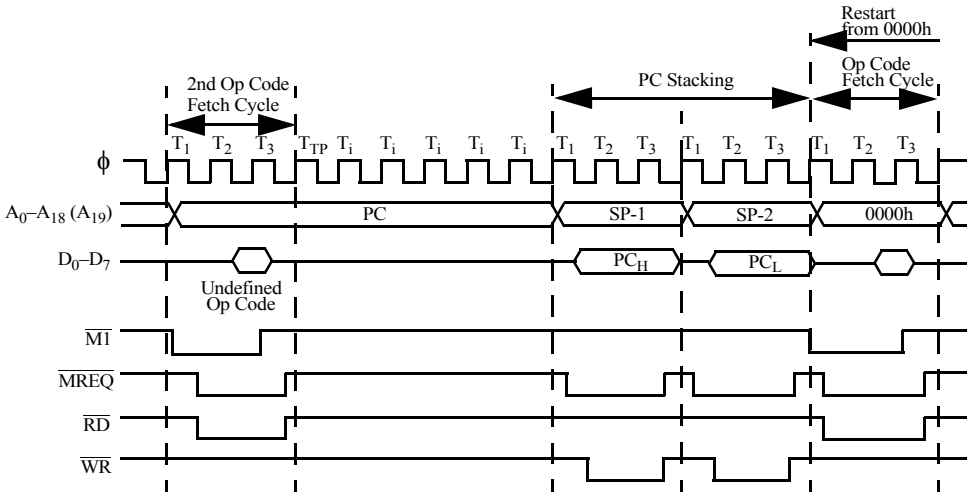 Restart
from 0000h
2nd Op Code
Fetch Cycle
PC Stacking
Op Code
Fetch Cycle
T1 T2 T3 TTP Ti Ti Ti Ti Ti T1 T2 T3 T1 T2 T3 T1 T2 T3
ϕ
A0–A18 (A19) PC SP-1 SP-2 0000h
D0–D7 PCH PCL
Undefined
Op Code
M1
MREQ
RD
WR